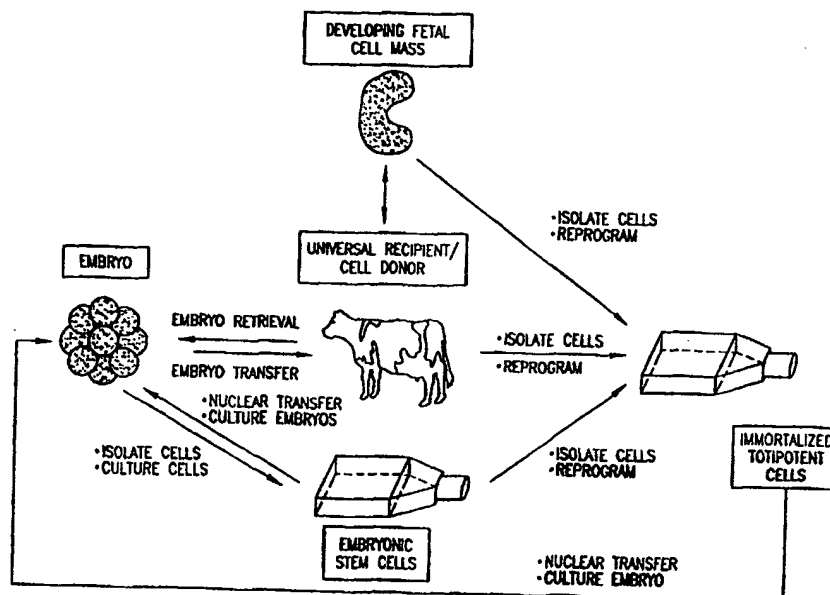 DEVELOPING FETAL
CELL MASS
•ISOLATE CELLS
•REPROGRAM
UNIVERSAL RECIPIENT/
CELL DONOR
EMBRYO
EMBRYO RETRIEVAL
EMBRYO TRANSFER
•ISOLATE CELLS
•REPROGRAM
•NUCLEAR TRANSFER
•CULTURE EMBRYOS
•ISOLATE CELLS
•CULTURE CELLS
•ISOLATE CELLS
•REPROGRAM
IMMORTALIZED
TOTIPOTENT
CELLS
EMBRYONIC
STEM CELLS
•NUCLEAR TRANSFER
•CULTURE EMBRYO